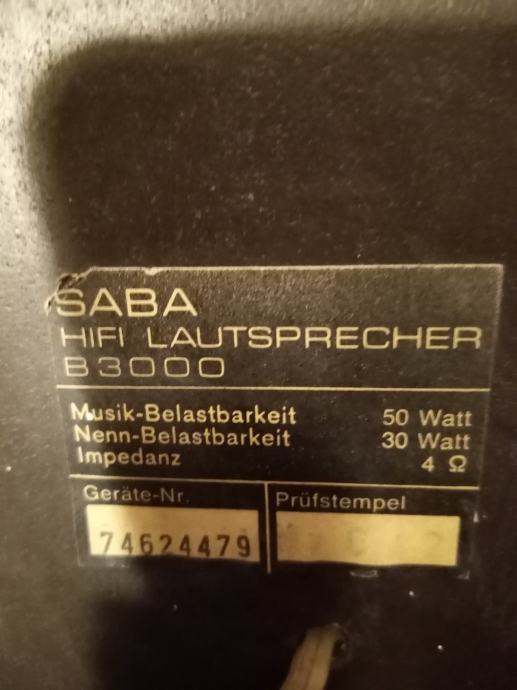 SABA
HIFI LAUTSPRECHER
B3000
Musik-Belastbarkeit 50 Watt
Nenn-Belastbarkeit 30 Watt
Impedanz 4 Ω
Geräte-Nr. Prüfstempel
74624479